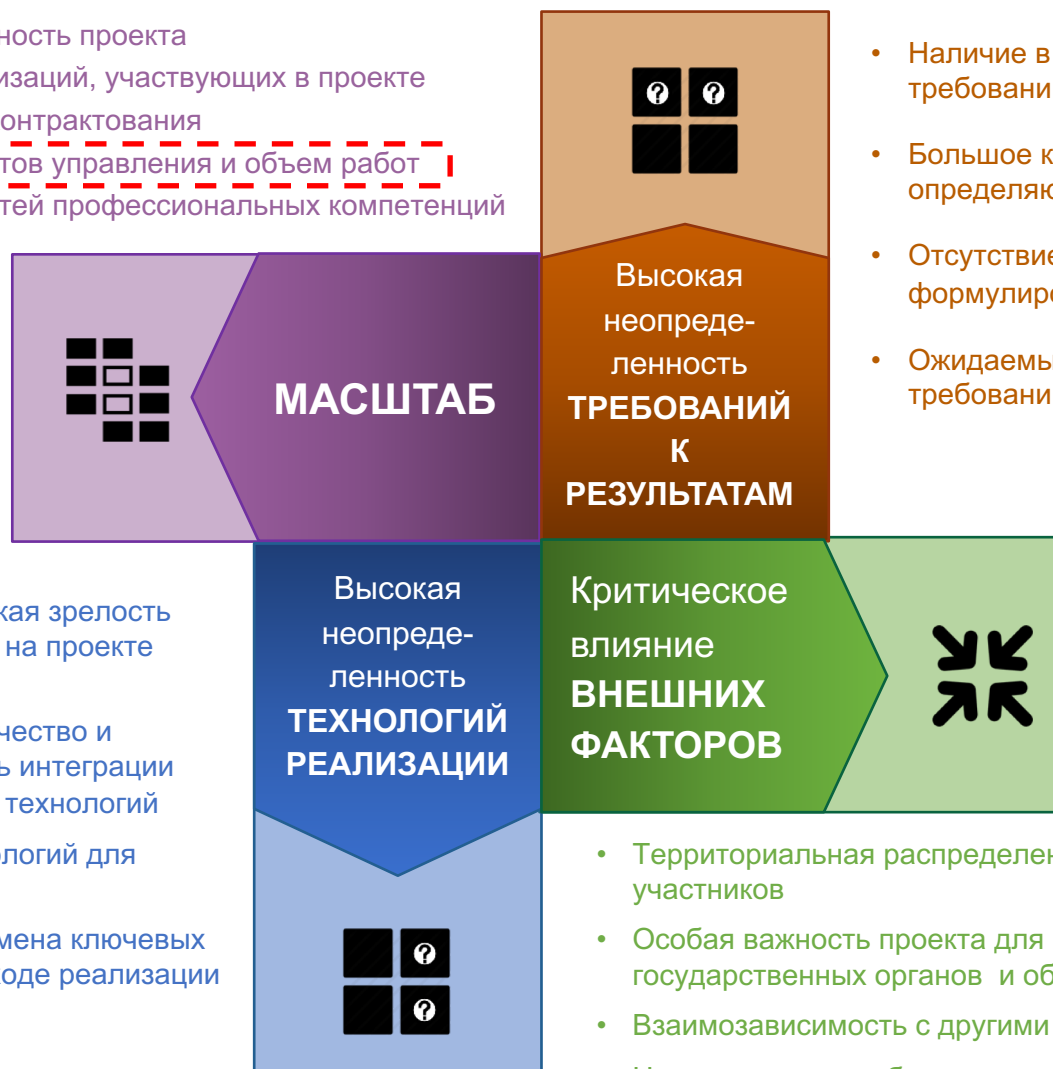 ность проекта
изаций, участвующих в проекте
онтрактования
тов управления и объем работ
тей профессиональных компетенций
МАСШТАБ
Высокая
неопреде-
ленность
ТРЕБОВАНИЙ
К
РЕЗУЛЬТАТАМ
• Наличие в
требовани
• Большое к
определяю
• Отсутствие
формулиро
• Ожидаемы
требовани
кая зрелость
на проекте
чество и
ь интеграции
технологий
ологий для
мена ключевых
ходе реализации
Высокая
неопреде-
ленность
ТЕХНОЛОГИЙ
РЕАЛИЗАЦИИ
Критическое
влияние
ВНЕШНИХ
ФАКТОРОВ
• Территориальная распределен
участников
• Особая важность проекта для
государственных органов и об
• Взаимозависимость с другими